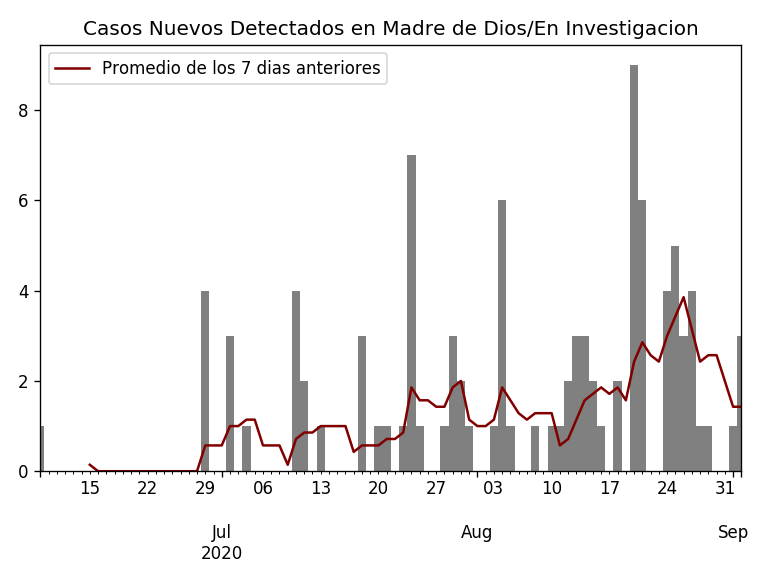 Casos Nuevos Detectados en Madre de Dios/En Investigacion
Promedio de los 7 dias anteriores
8
6
4
2
0
15 22 29 06 13 20 27 03 10 17 24 31
Jul Aug Sep
2020